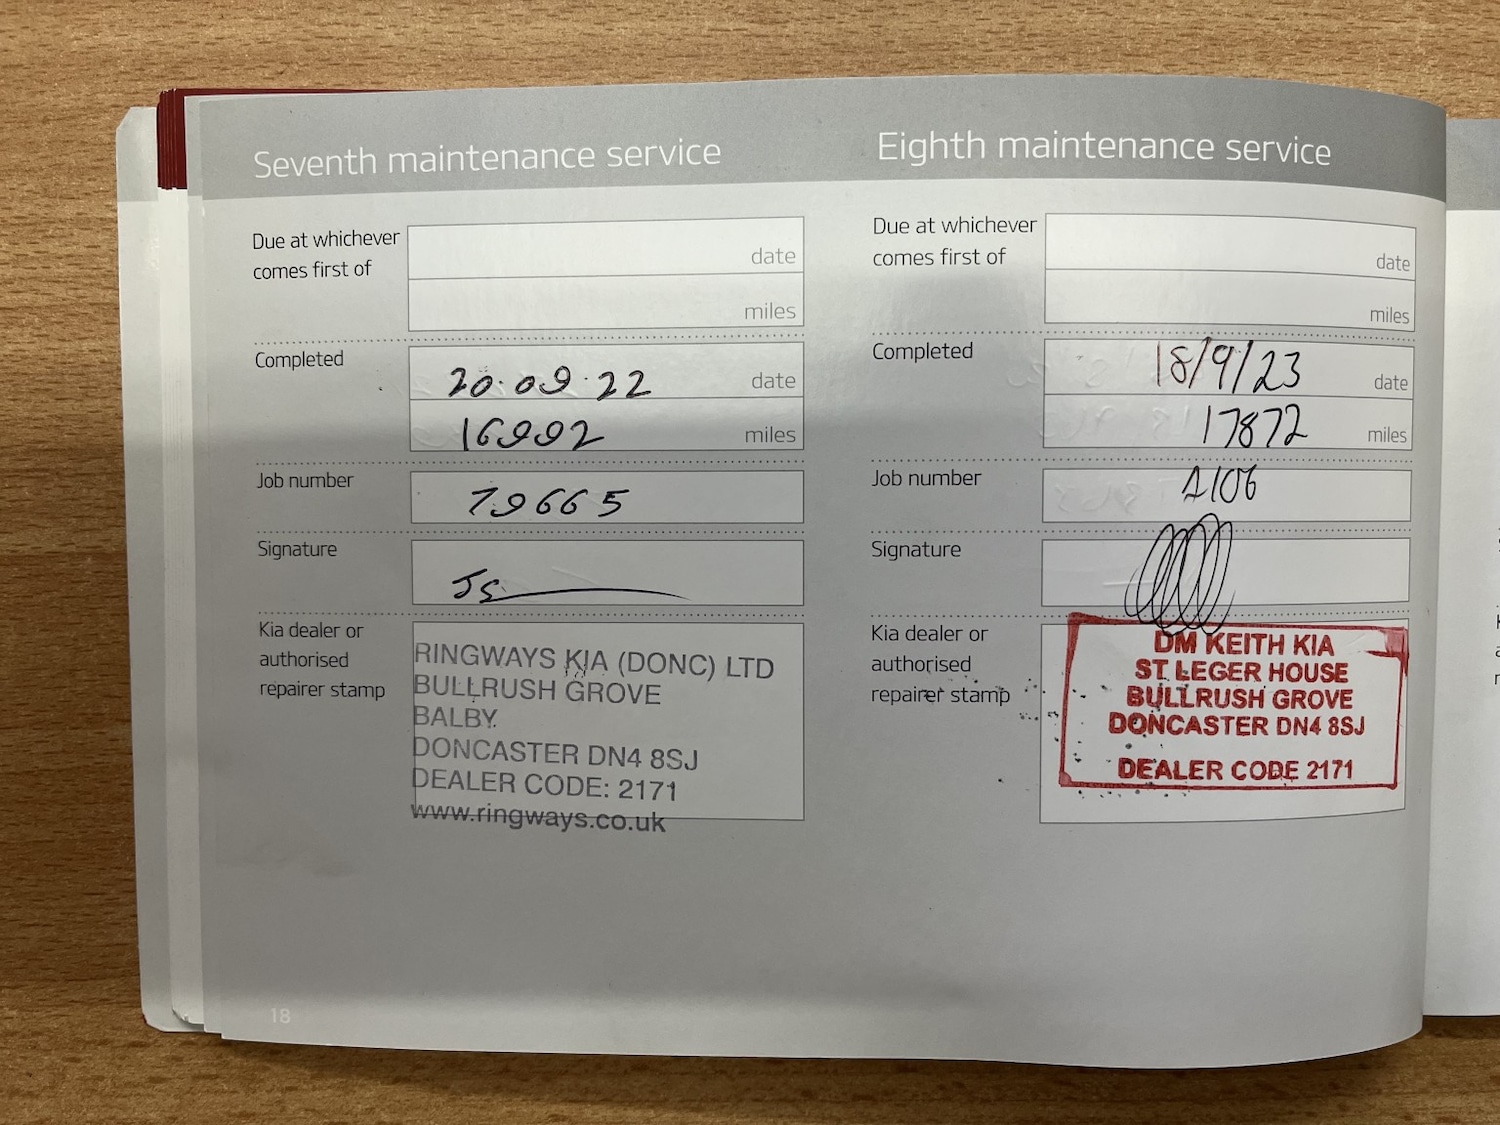 Seventh maintenance service
Due at whichever
comes first of
date
miles
Completed
20.09.22 date
16992 miles
Job number
79665
Signature
JS
Kia dealer or
authorised
repairer stamp
RINGWAYS KIA (DONC) LTD
BULLRUSH GROVE
BALBY
DONCASTER DN4 8SJ
DEALER CODE: 2171
www.ringways.co.uk
Eighth maintenance service
Due at whichever
comes first of
date
miles
Completed
18/9/23 date
17872 miles
Job number
Signature
Kia dealer or
authorised
repairer stamp
DM KEITH KIA
ST LEGER HOUSE
BULLRUSH GROVE
DONCASTER DN4 8SJ
DEALER CODE 2171
18